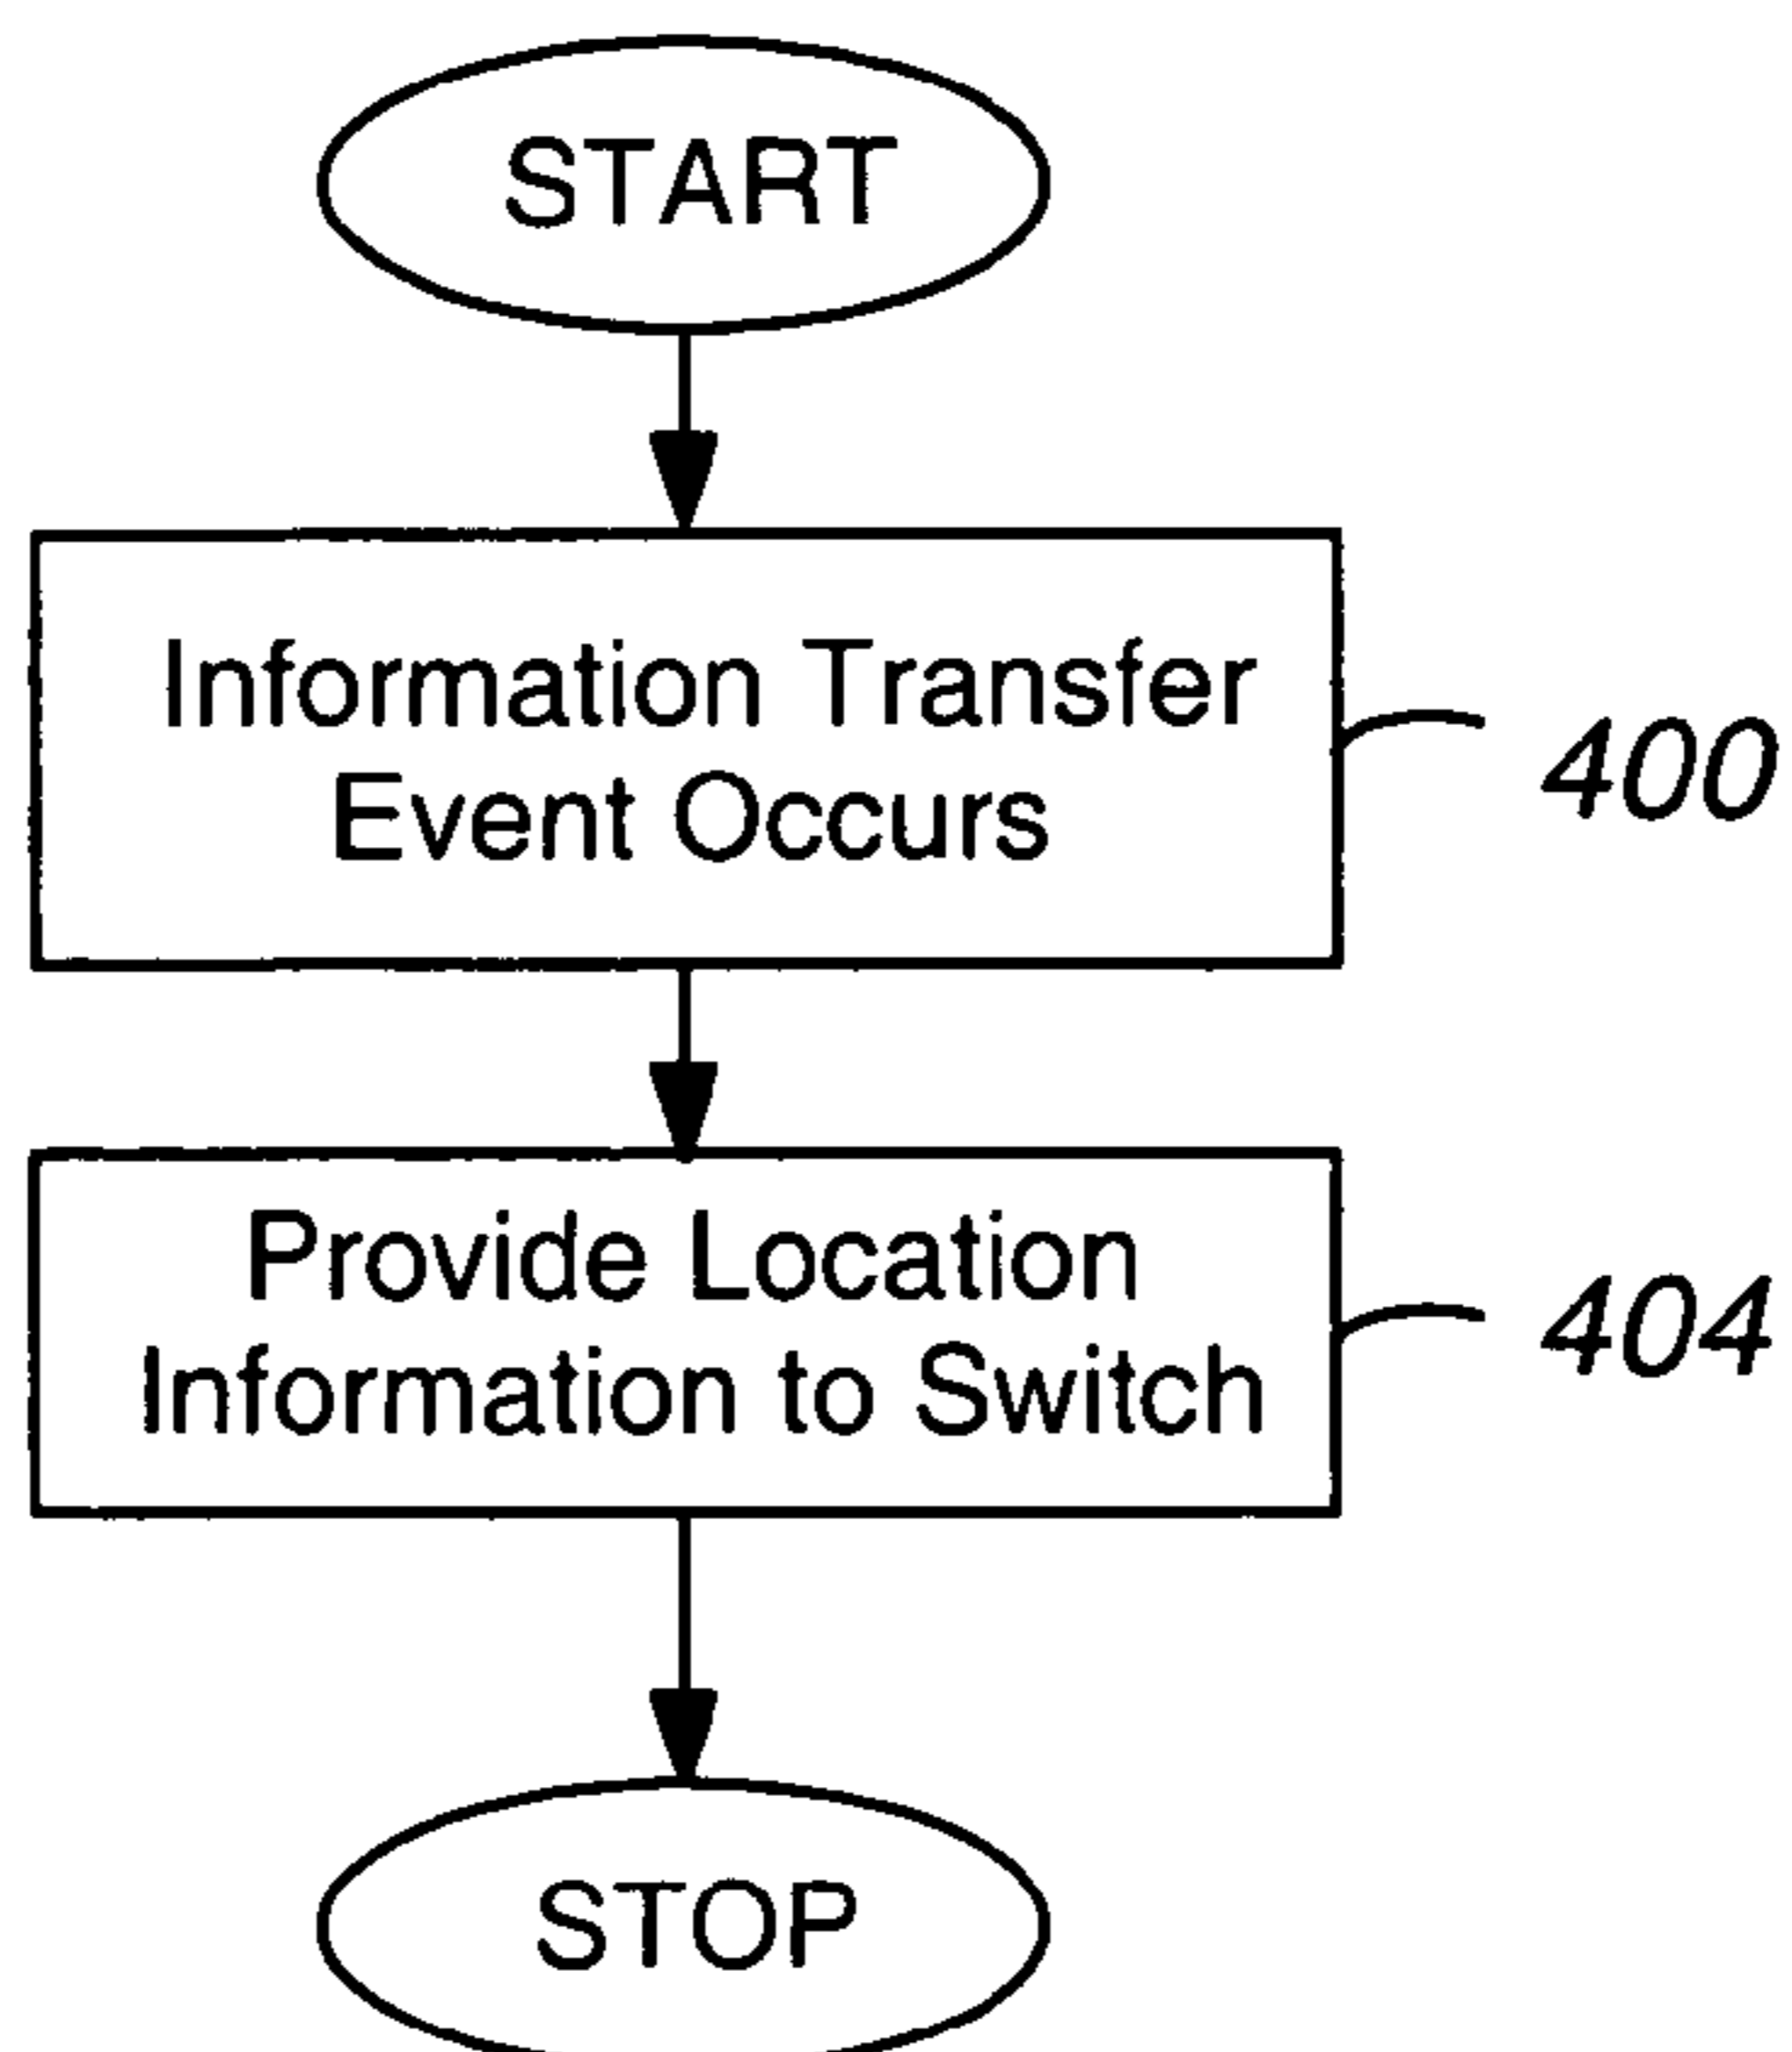 START
Information Transfer
Event Occurs
400
Provide Location
Information to Switch
404
STOP